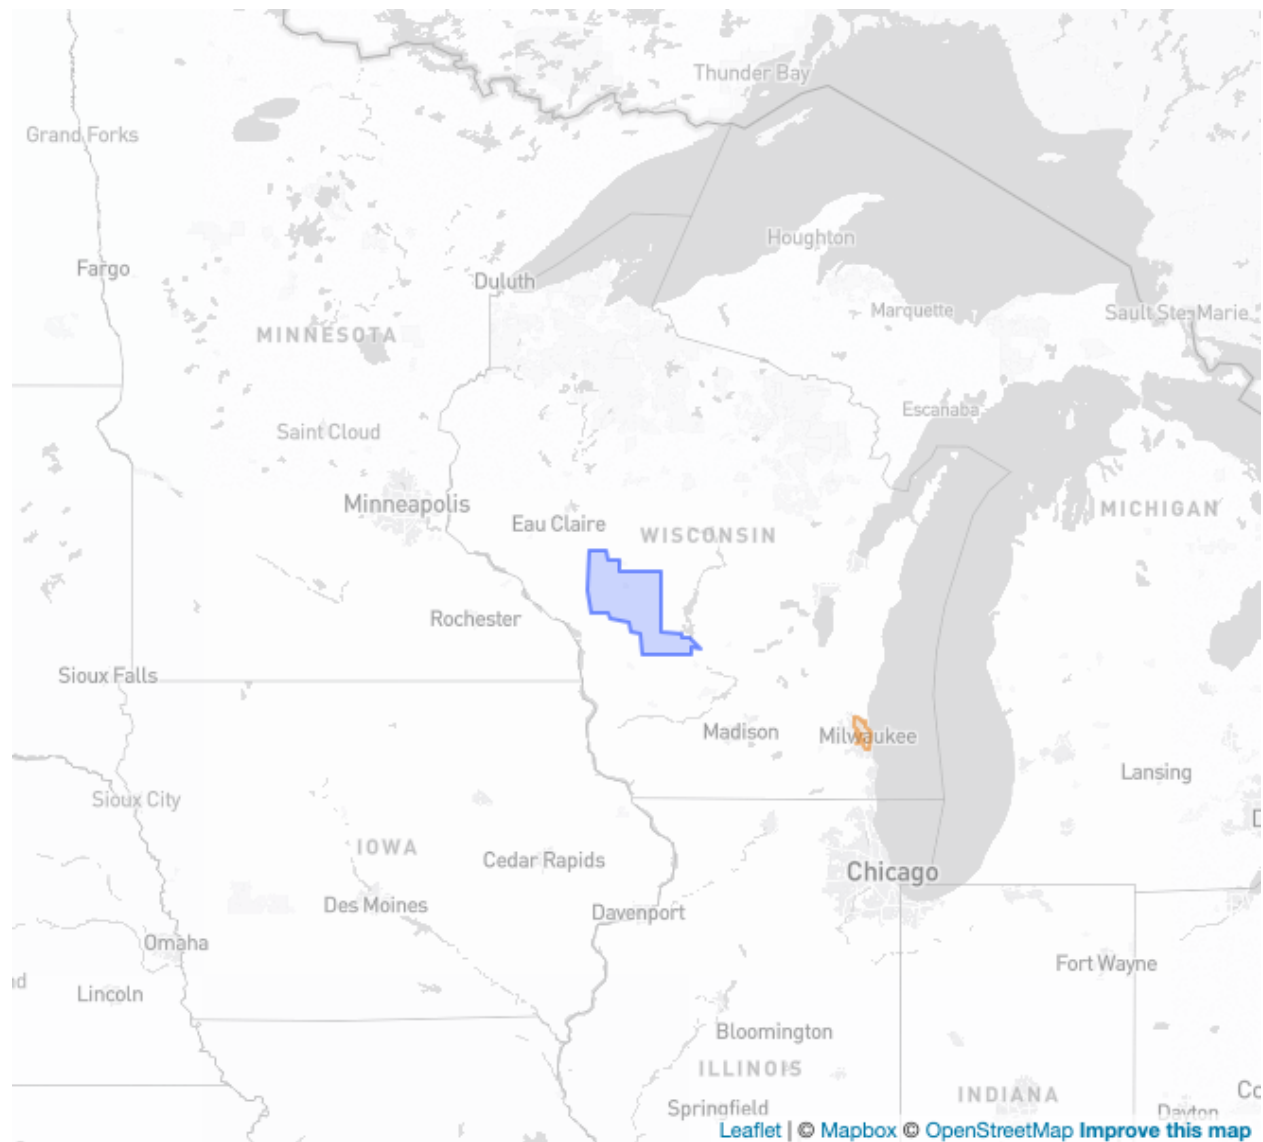 Thunder Bay
Grand Forks
Houghton
Fargo
Duluth
Marquette
Sault Ste. Marie
MINNESOTA
Escanaba
Saint Cloud
Minneapolis
MICHIGAN
Eau Claire
WISCONSIN
Rochester
Sioux Falls
Madison
Milwaukee
Lansing
Sioux City
D
IOWA
Cedar Rapids
Chicago
Des Moines
Davenport
Omaha
Fort Wayne
nd
Lincoln
Bloomington
ILLINOIS
INDIANA
Co
Springfield
Dayton
Leaflet | © Mapbox © OpenStreetMap Improve this map